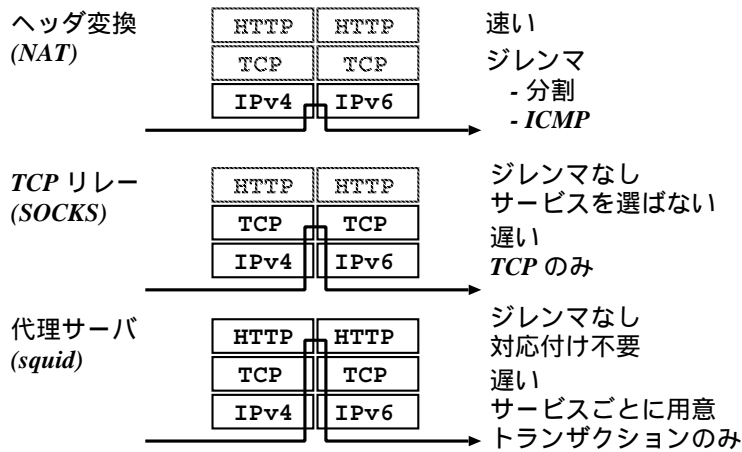 ヘッダ変換
(NAT)
HTTP HTTP
TCP TCP
IPv4 IPv6
速い
ジレンマ
- 分割
- ICMP
TCP リレー
(SOCKS)
HTTP HTTP
TCP TCP
IPv4 IPv6
ジレンマなし
サービスを選ばない
遅い
TCP のみ
代理サーバ
(squid)
HTTP HTTP
TCP TCP
IPv4 IPv6
ジレンマなし
対応付け不要
遅い
サービスごとに用意
トランザクションのみ